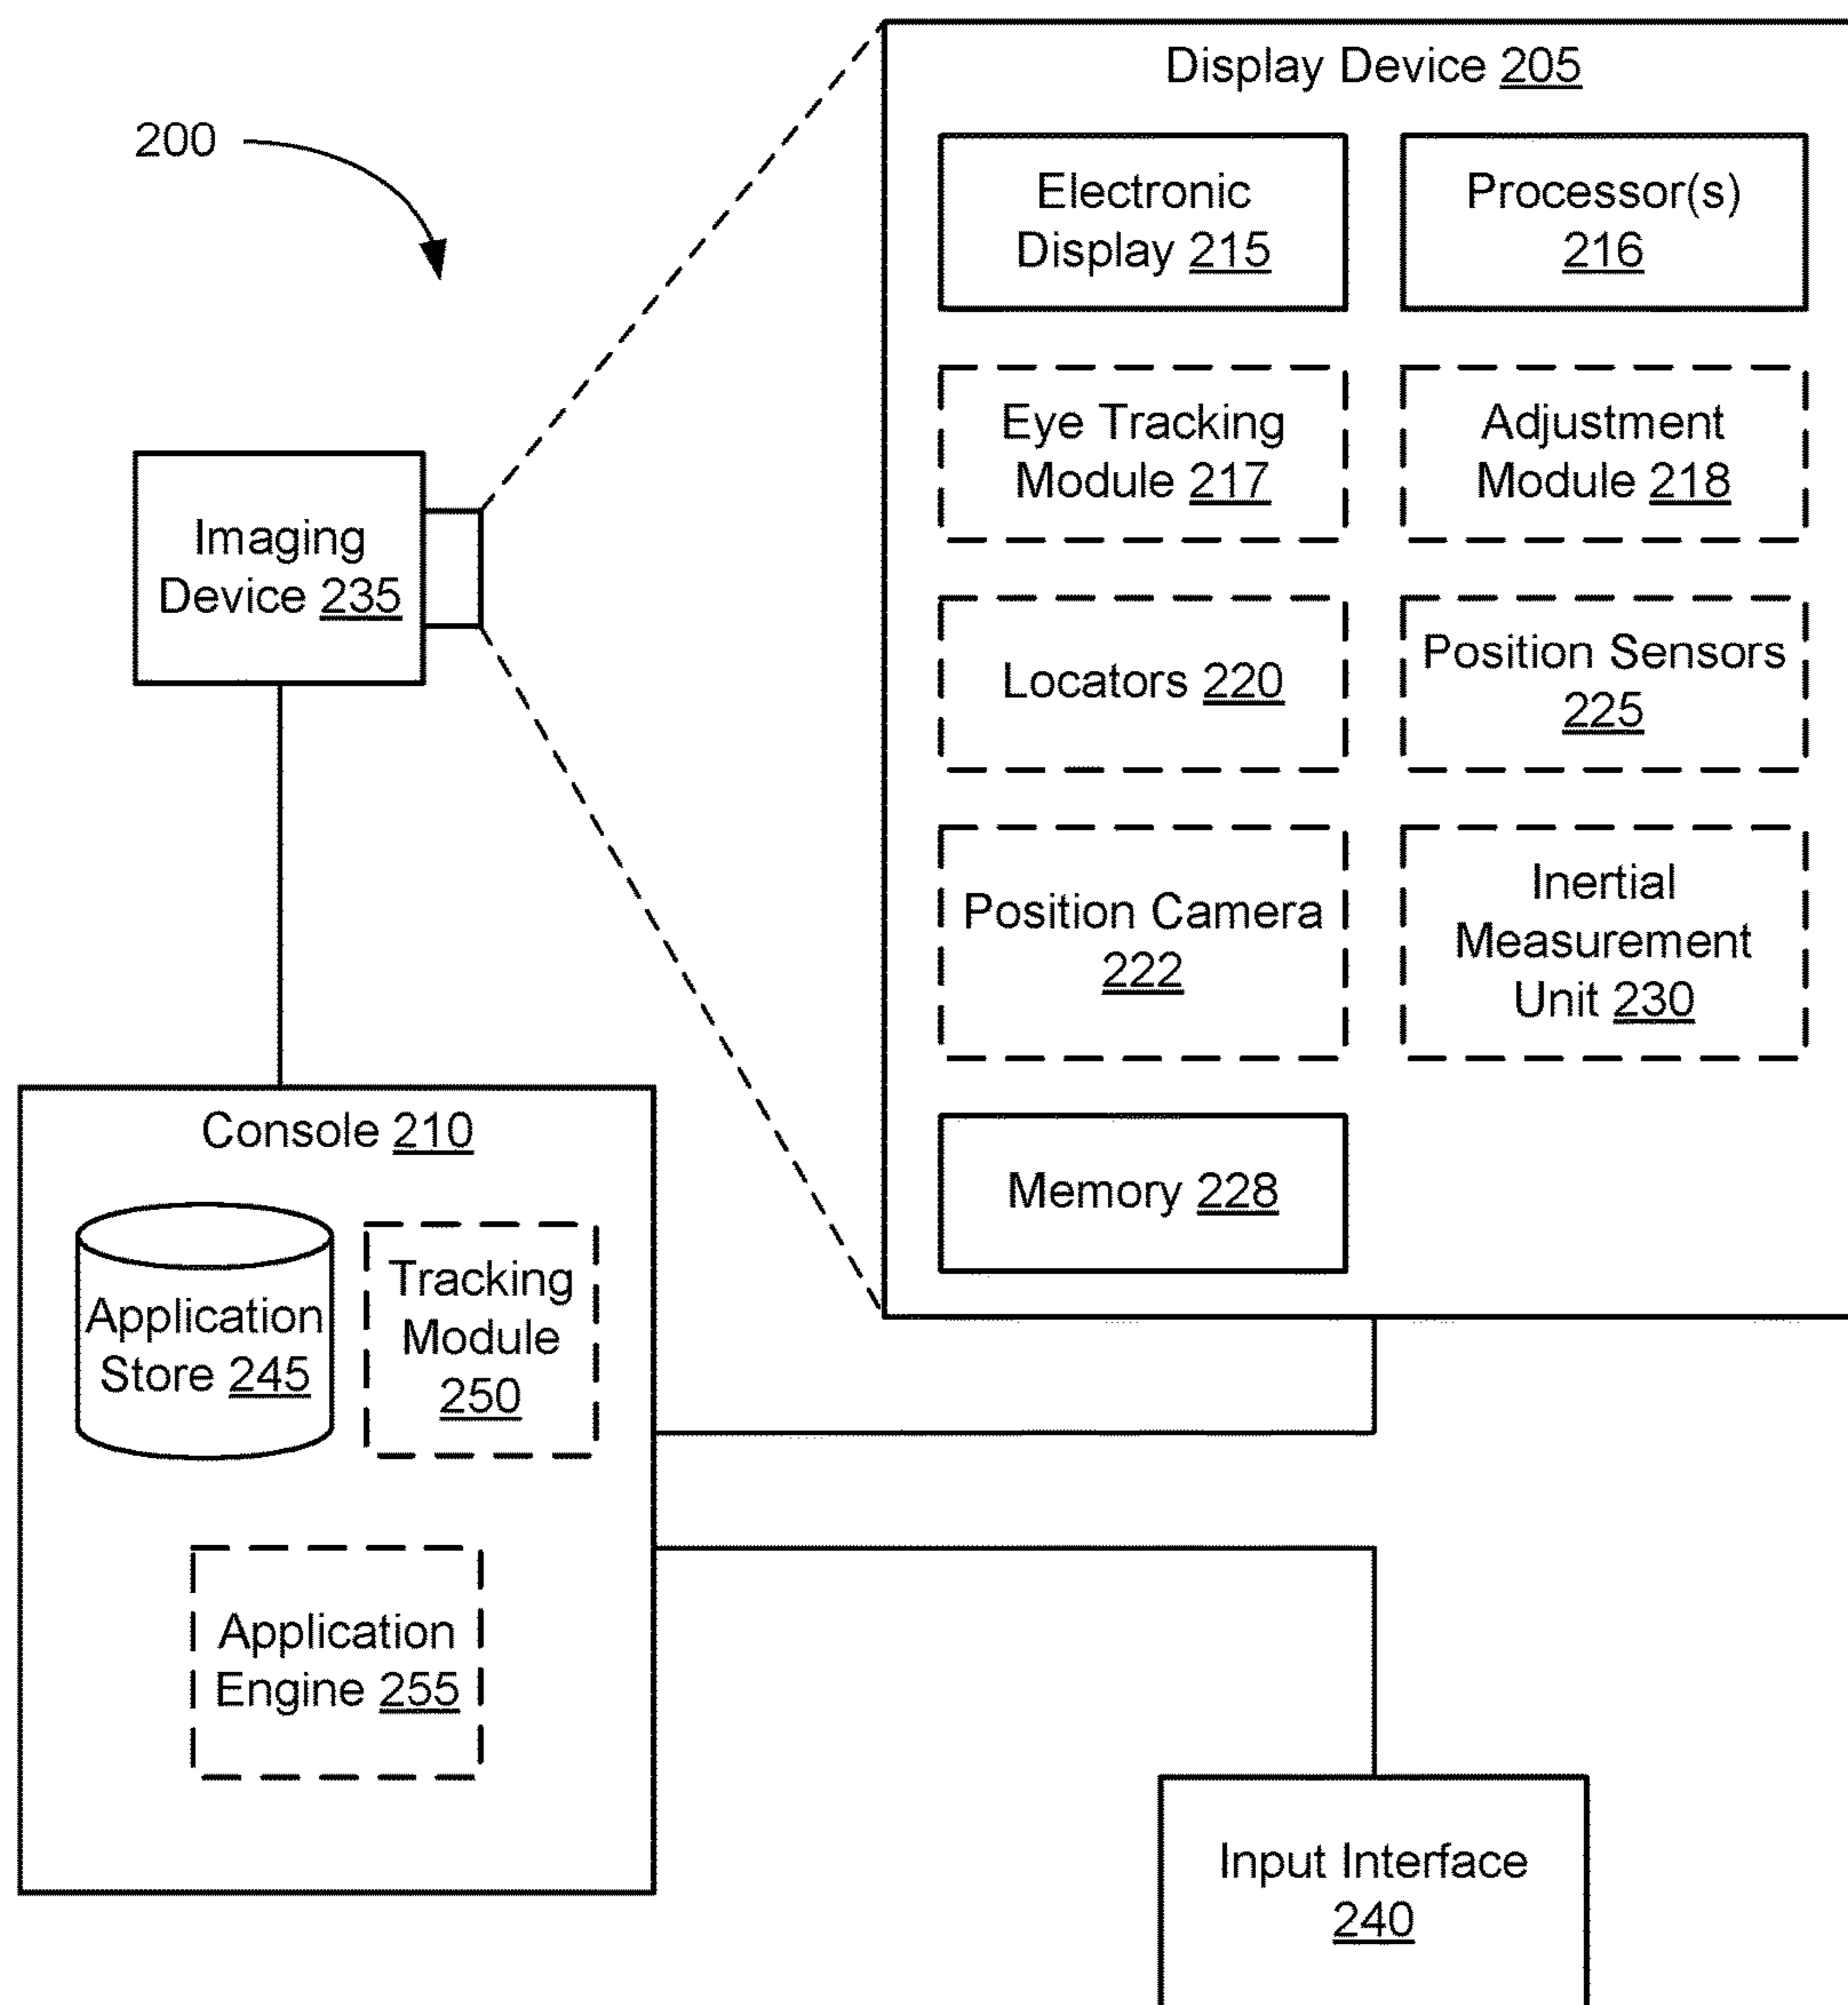 Display Device 205
200
Electronic
Display 215
Processor(s)
216
Eye Tracking
Module 217
Adjustment
Module 218
Imaging
Device 235
Locators 220
Position Sensors
225
Position Camera
222
Inertial
Measurement
Unit 230
Memory 228
Console 210
Application
Store 245
Tracking
Module
250
Application
Engine 255
Input Interface
240